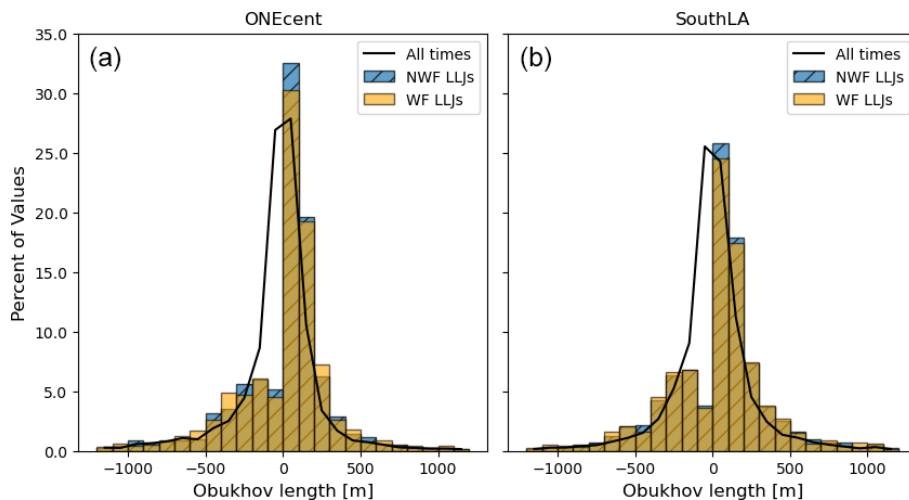 ONEcent
SouthLA
(a)
All times
NWF LLJs
WF LLJs
(b)
All times
NWF LLJs
WF LLJs
Percent of Values
35.0
30.0
25.0
20.0
15.0
10.0
5.0
0.0
−1000 −500 0 500 1000
−1000 −500 0 500 1000
Obukhov length [m]
Obukhov length [m]